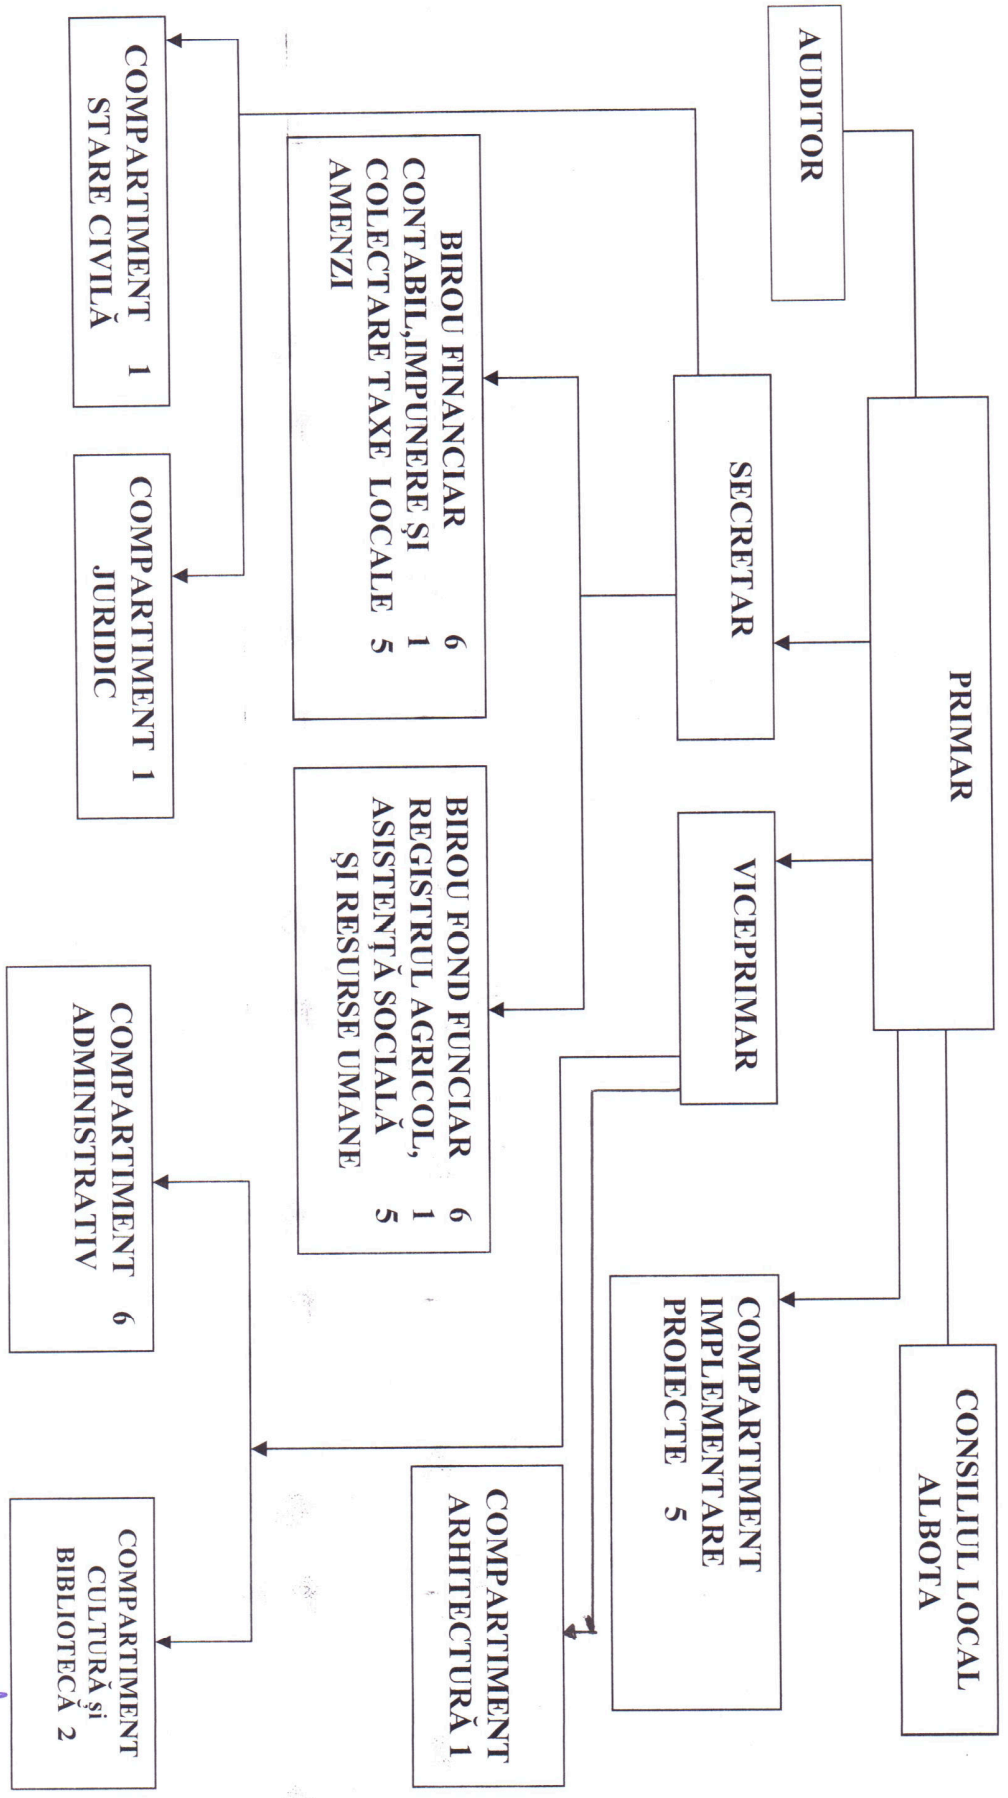 CONSILIUL LOCAL
ALBOTA
PRIMAR
AUDITOR
SECRETAR
VICEPRIMAR
COMPARTIMENT
IMPLEMENTARE
PROIECTE 5
BIROU FINANCIAR 6
CONTABIL,IMPUNERE ŞI 1
COLECTARE TAXE LOCALE 5
AMENZI
BIROU FOND FUNCIAR 6
REGISTRUL AGRICOL, 1
ASISTENŢĂ SOCIALĂ 5
ŞI RESURSE UMANE
COMPARTIMENT
ARHITECTURĂ 1
COMPARTIMENT 1
STARE CIVILĂ
COMPARTIMENT 1
JURIDIC
COMPARTIMENT 6
ADMINISTRATIV
COMPARTIMENT
CULTURĂ şi
BIBLIOTECĂ 2